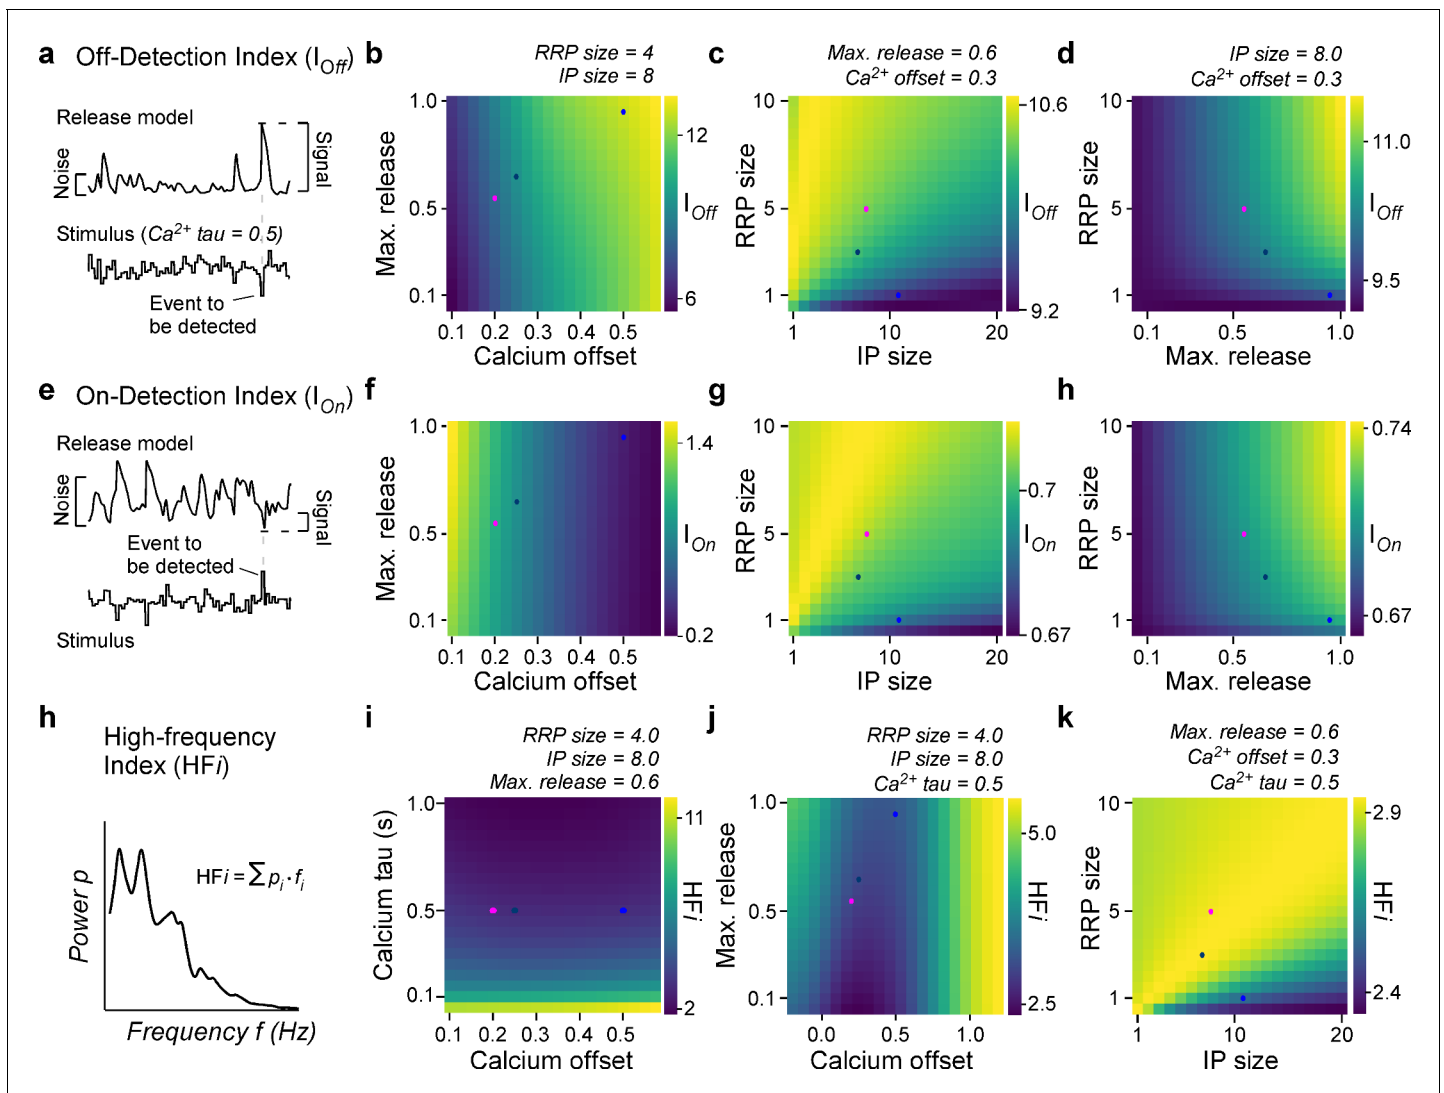 a Off-Detection Index (I_Off)
Release model
Noise
Signal
Stimulus (Ca²⁺ tau = 0.5)
Event to
be detected
b
RRP size = 4
IP size = 8
Max. release
1.0
0.5
0.1
0.1 0.2 0.3 0.4 0.5
Calcium offset
12
I_Off
6
c
Max. release = 0.6
Ca²⁺ offset = 0.3
RRP size
10
5
1
1 10 20
IP size
10.6
I_Off
9.2
d
IP size = 8.0
Ca²⁺ offset = 0.3
RRP size
10
5
1
0.1 0.5 1.0
Max. release
11.0
I_Off
9.5
e On-Detection Index (I_On)
Release model
Noise
Signal
Event to
be detected
Stimulus
f
Max. release
1.0
0.5
0.1
0.1 0.2 0.3 0.4 0.5
Calcium offset
1.4
I_On
0.2
g
RRP size
10
5
1
1 10 20
IP size
0.7
I_On
0.67
h
RRP size
10
5
1
0.1 0.5 1.0
Max. release
0.74
I_On
0.67
h
High-frequency
Index (HFi)
Power p
HFi = ∑ p_i · f_i
Frequency f (Hz)
i
RRP size = 4.0
IP size = 8.0
Max. release = 0.6
Calcium tau (s)
1.0
0.5
0.1
0.1 0.2 0.3 0.4 0.5
Calcium offset
11
HFi
2
j
RRP size = 4.0
IP size = 8.0
Ca²⁺ tau = 0.5
Max. release
1.0
0.5
0.1
0.0 0.5 1.0
Calcium offset
5.0
HFi
2.5
k
Max. release = 0.6
Ca²⁺ offset = 0.3
Ca²⁺ tau = 0.5
RRP size
10
5
1
1 10 20
IP size
2.9
HFi
2.4